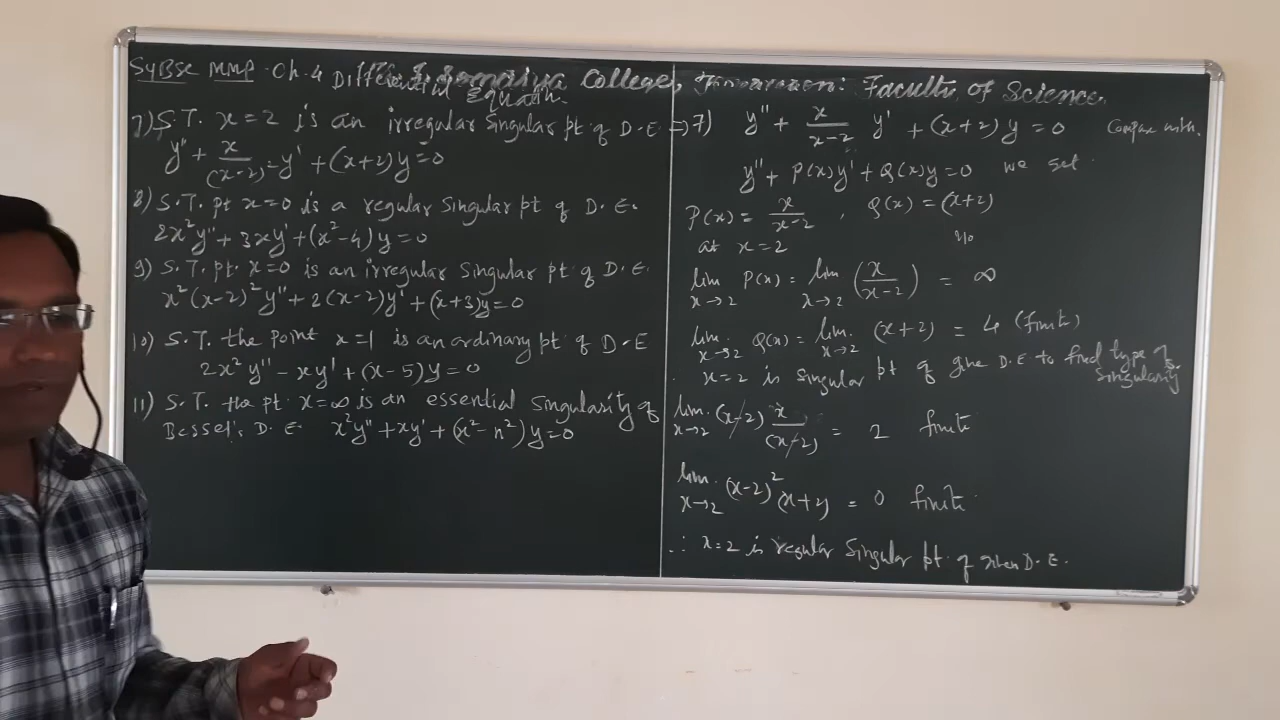 SYBSC MMP. Ch. 4 Differential Equatn.
Somaiya College, : Faculty of Science.
7) S.T. x=2 is an irregular Singular pt of D.E.
y'' + x/(x-2) y' + (x+2)y=0
8) S.T. pt x=0 is a regular Singular pt of D.E.
2x²y'' + 3xy' + (x²-4)y=0
9) S.T. pt. x=0 is an irregular Singular pt of D.E.
x²(x-2)²y'' + 2(x-2)y' + (x+3)y=0
10) S.T. the point x=1 is an ordinary pt of D.E
2x²y'' - xy' + (x-5)y=0
11) S.T. the pt. x=∞ is an essential Singularity of
Bessel's D.E. x²y'' + xy' + (x²-n²)y=0
⇒ 7) y'' + x/(x-2) y' + (x+2)y=0 Compare with.
y'' + P(x)y' + Q(x)y=0 we get.
P(x) = x/(x-2), Q(x) = (x+2)
at x=2
lim x→2 P(x) = lim x→2 (x/(x-2)) = ∞
lim. x→2 Q(x) = lim. x→2 (x+2) = 4 (finite)
x=2 is singular pt of give D.E to find type of
Singularity
lim. x→2 (x-2) x/(x-2) = 2 finite
lim. x→2 (x-2)² (x+2) = 0 finite.
∴ x=2 is regular Singular pt. of given D.E.